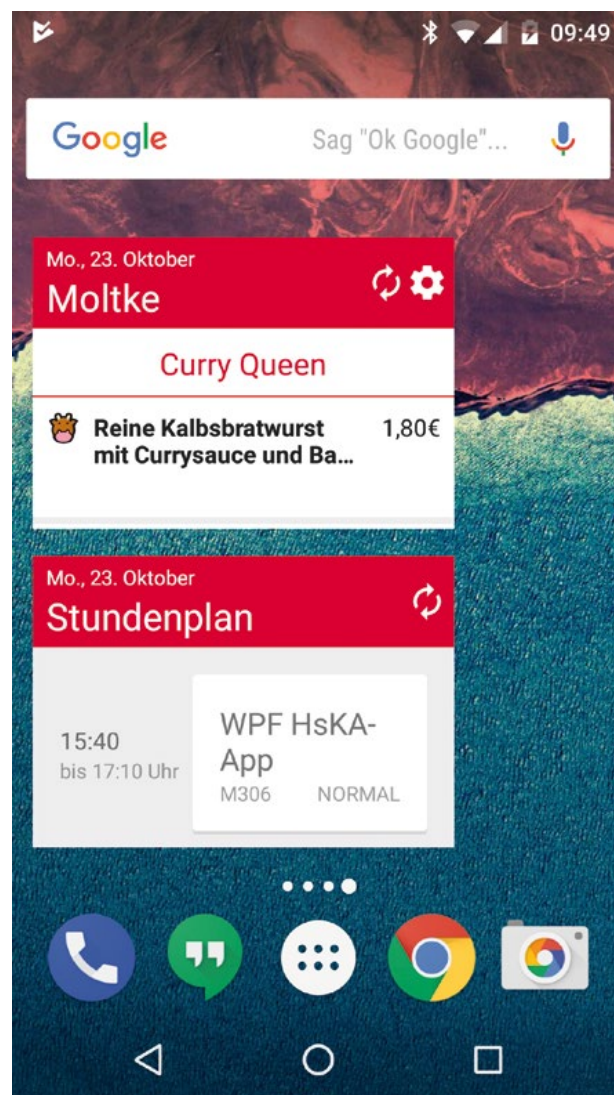 09:49
Google Sag "Ok Google"...
Mo., 23. Oktober
Moltke
Curry Queen
Reine Kalbsbratwurst 1,80€
mit Currysauce und Ba...
Mo., 23. Oktober
Stundenplan
15:40
bis 17:10 Uhr
WPF HsKA-
App
M306 NORMAL